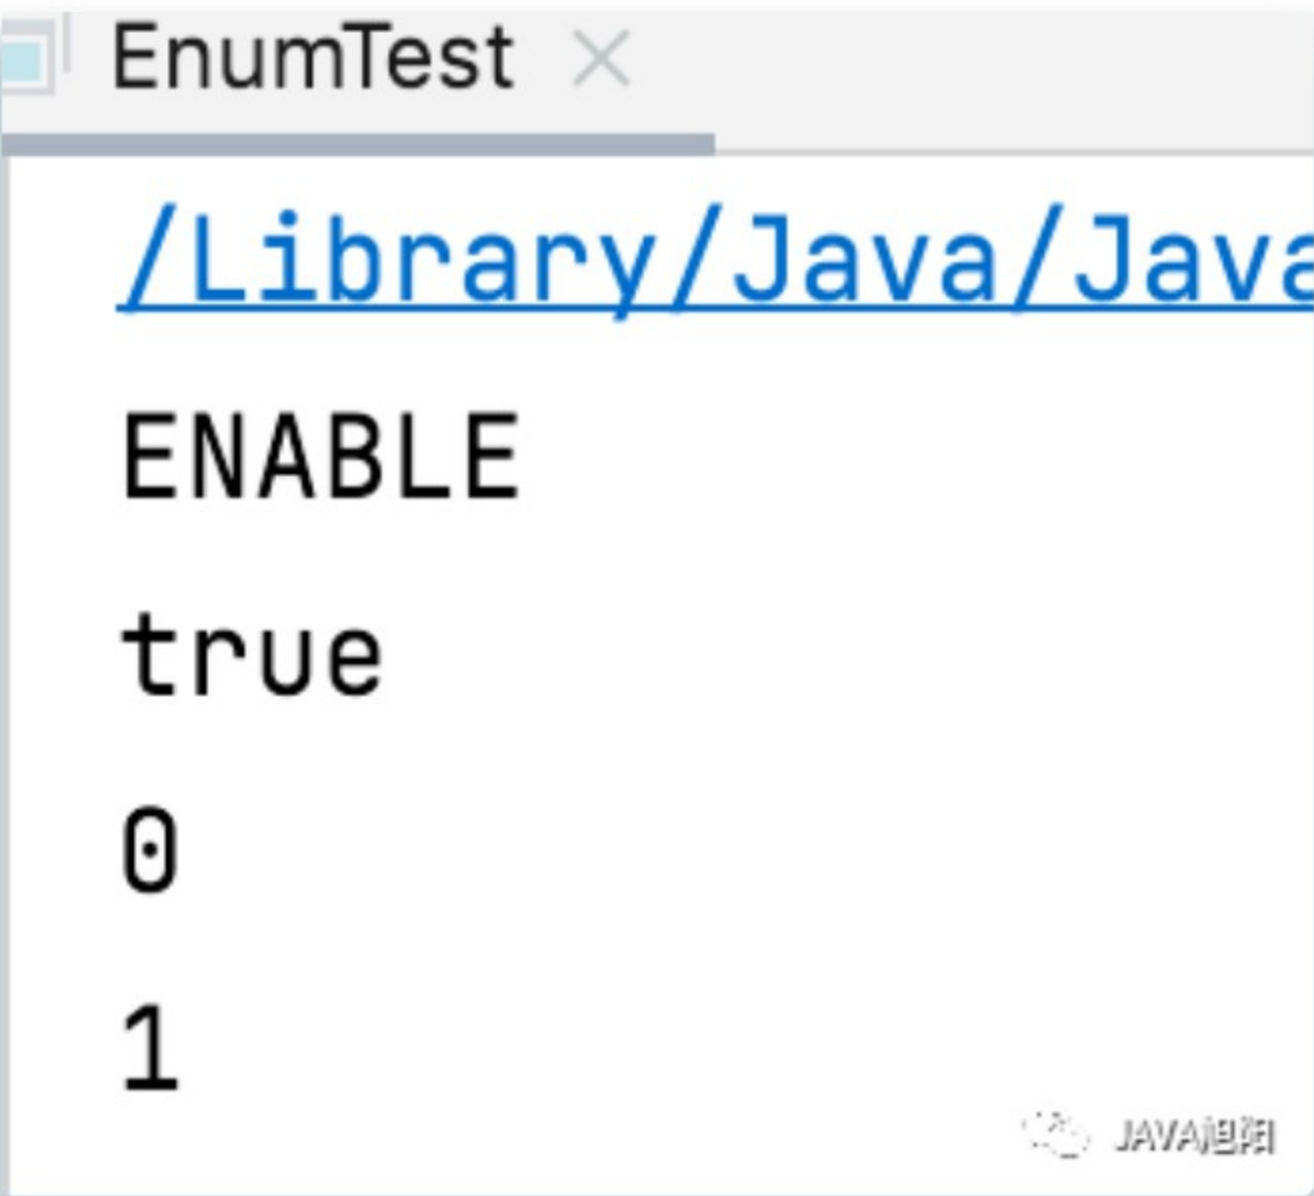 EnumTest
/Library/Java/Java
ENABLE
true
0
1
JAVA旭阳